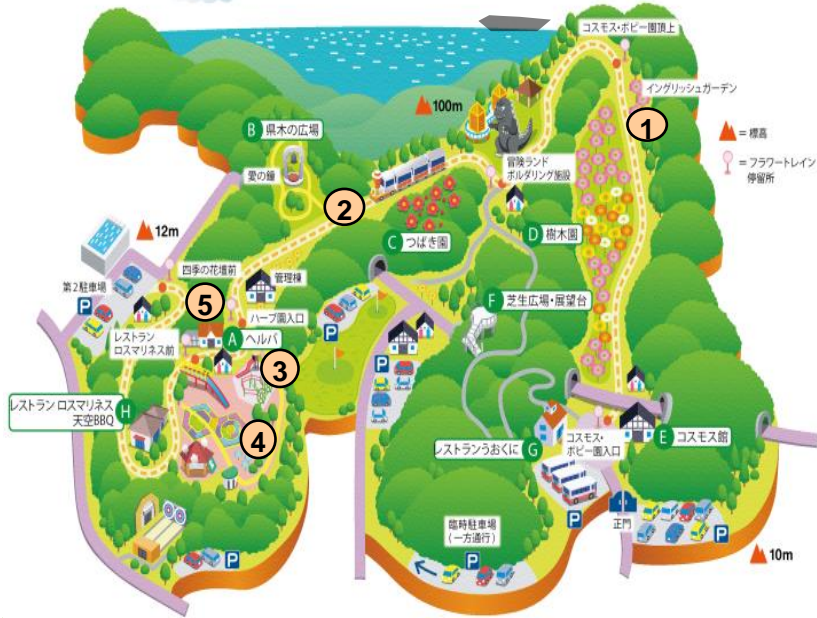 コスモス・ポピー園頂上
イングリッシュガーデン
1
= 標高
= フラワートレイン
停留所
100m
B 県木の広場
愛の鐘
冒険ランド
ボルダリング施設
2
C つばき園
D 樹木園
12m
四季の花壇前
管理棟
第2駐車場
P
5
ハーブ園入口
F 芝生広場・展望台
P
レストラン
ロスマリネス前
A ヘルバ
3
P
レストラン ロスマリネス
天空BBQ
H
4
レストランうおくに
G
コスモス・
ポピー園入口
E コスモス館
P
正門
臨時駐車場
(一方通行)
P
P
P
10m